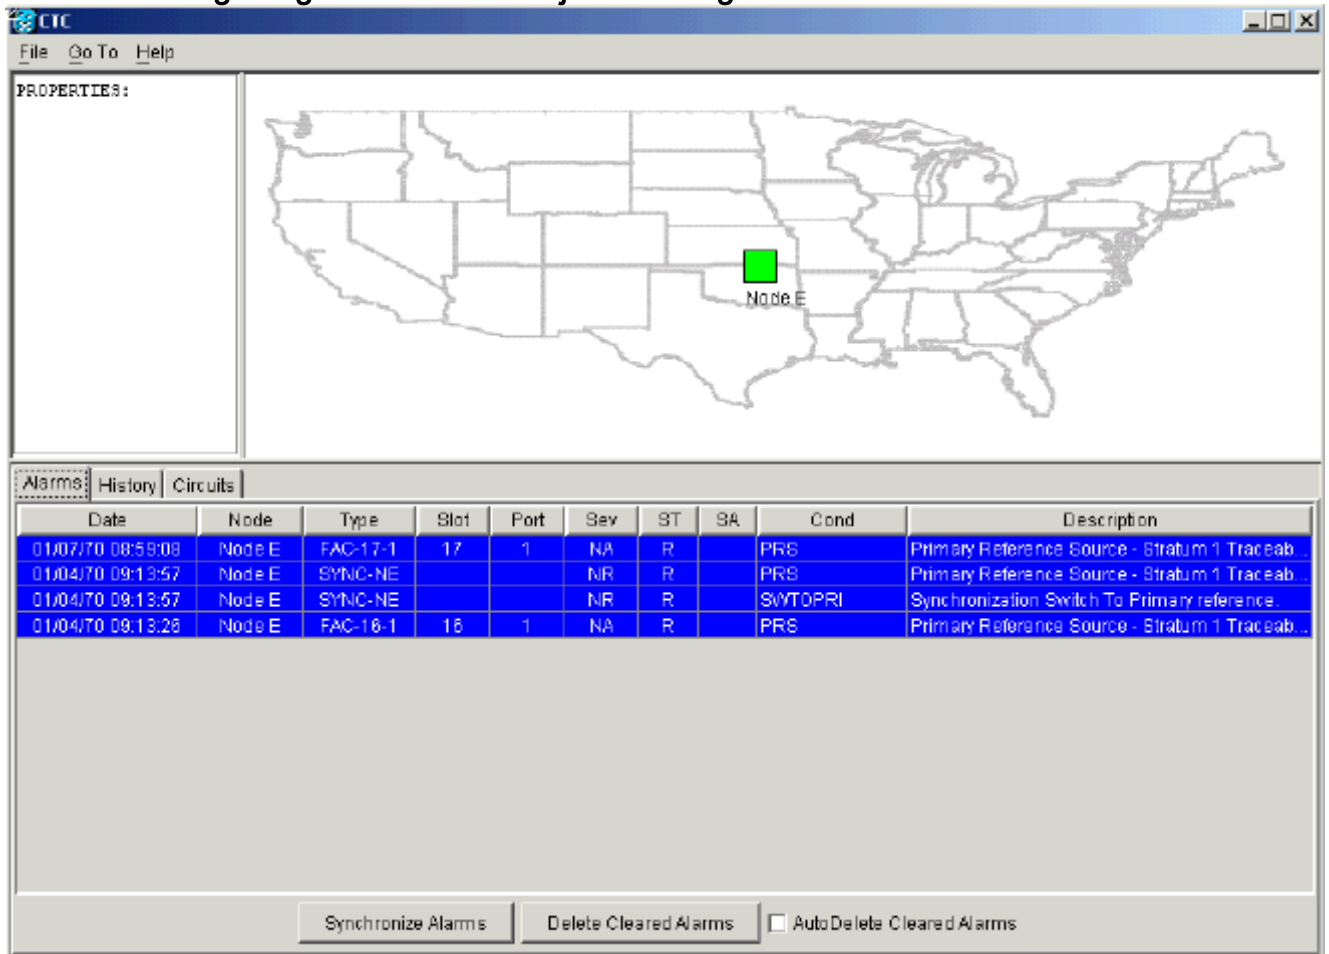 CTC
File Go To Help
PROPERTIES:
Node E
Alarms History Circuits
Date Node Type Slot Port Sev ST SA Cond Description
01/07/70 08:59:08 Node E FAC-17-1 17 1 NA R PRS Primary Reference Source - Stratum 1 Traceab...
01/04/70 09:13:57 Node E SYNC-NE NR R PRS Primary Reference Source - Stratum 1 Traceab...
01/04/70 09:13:57 Node E SYNC-NE NR R SWTOPRI Synchronization Switch To Primary reference.
01/04/70 09:13:26 Node E FAC-16-1 16 1 NA R PRS Primary Reference Source - Stratum 1 Traceab...
Synchronize Alarms Delete Cleared Alarms AutoDelete Cleared Alarms